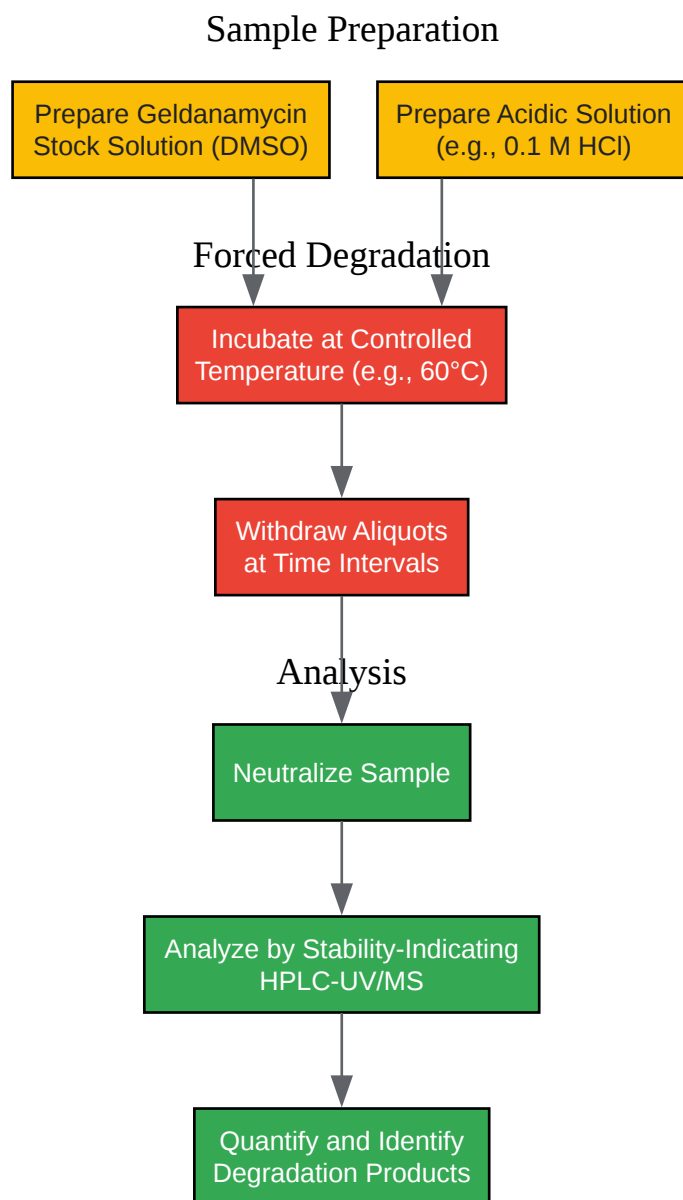 Sample Preparation
Prepare Geldanamycin
Stock Solution (DMSO)
Prepare Acidic Solution
(e.g., 0.1 M HCl)
Forced Degradation
Incubate at Controlled
Temperature (e.g., 60°C)
Withdraw Aliquots
at Time Intervals
Analysis
Neutralize Sample
Analyze by Stability-Indicating
HPLC-UV/MS
Quantify and Identify
Degradation Products